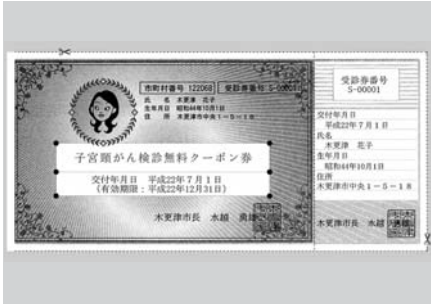 市町村番号 122068 受診券番号 S-00001
氏 名 木更津 花子
生年月日 昭和44年10月1日
住 所 木更津市中央1-5-18
子宮頸がん検診無料クーポン券
交付年月日 平成22年7月1日
(有効期限:平成22年12月31日)
木更津市長 水越 勇雄
受診券番号
S-00001
交付年月日
平成22年7月1日
氏名
木更津 花子
生年月日
昭和44年10月1日
住所
木更津市中央1-5-18
木更津市長 水越